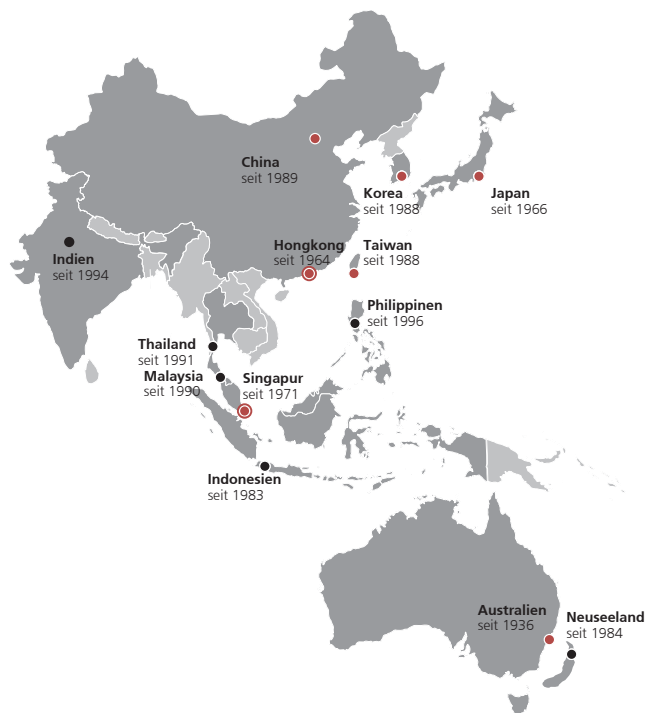 China
seit 1989
Korea
seit 1988
Japan
seit 1966
Indien
seit 1994
Hongkong
seit 1964
Taiwan
seit 1988
Philippinen
seit 1996
Thailand
seit 1991
Malaysia
seit 1990
Singapur
seit 1971
Indonesien
seit 1983
Australien
seit 1936
Neuseeland
seit 1984